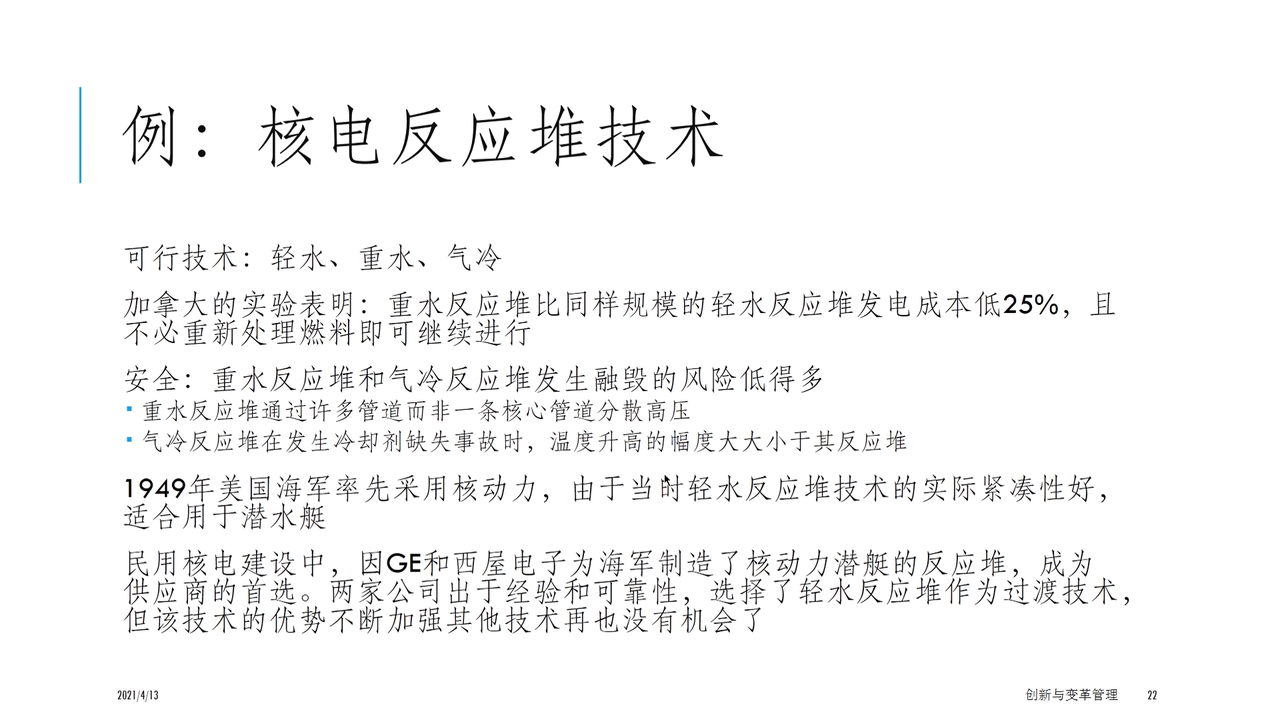 例：核电反应堆技术
可行技术：轻水、重水、气冷
加拿大的实验表明：重水反应堆比同样规模的轻水反应堆发电成本低25%，且
不必重新处理燃料即可继续进行
安全：重水反应堆和气冷反应堆发生融毁的风险低得多
▪ 重水反应堆通过许多管道而非一条核心管道分散高压
▪ 气冷反应堆在发生冷却剂缺失事故时，温度升高的幅度大大小于其反应堆
1949年美国海军率先采用核动力，由于当时轻水反应堆技术的实际紧凑性好，
适合用于潜水艇
民用核电建设中，因GE和西屋电子为海军制造了核动力潜艇的反应堆，成为
供应商的首选。两家公司出于经验和可靠性，选择了轻水反应堆作为过渡技术，
但该技术的优势不断加强其他技术再也没有机会了
2021/4/13
创新与变革管理
22